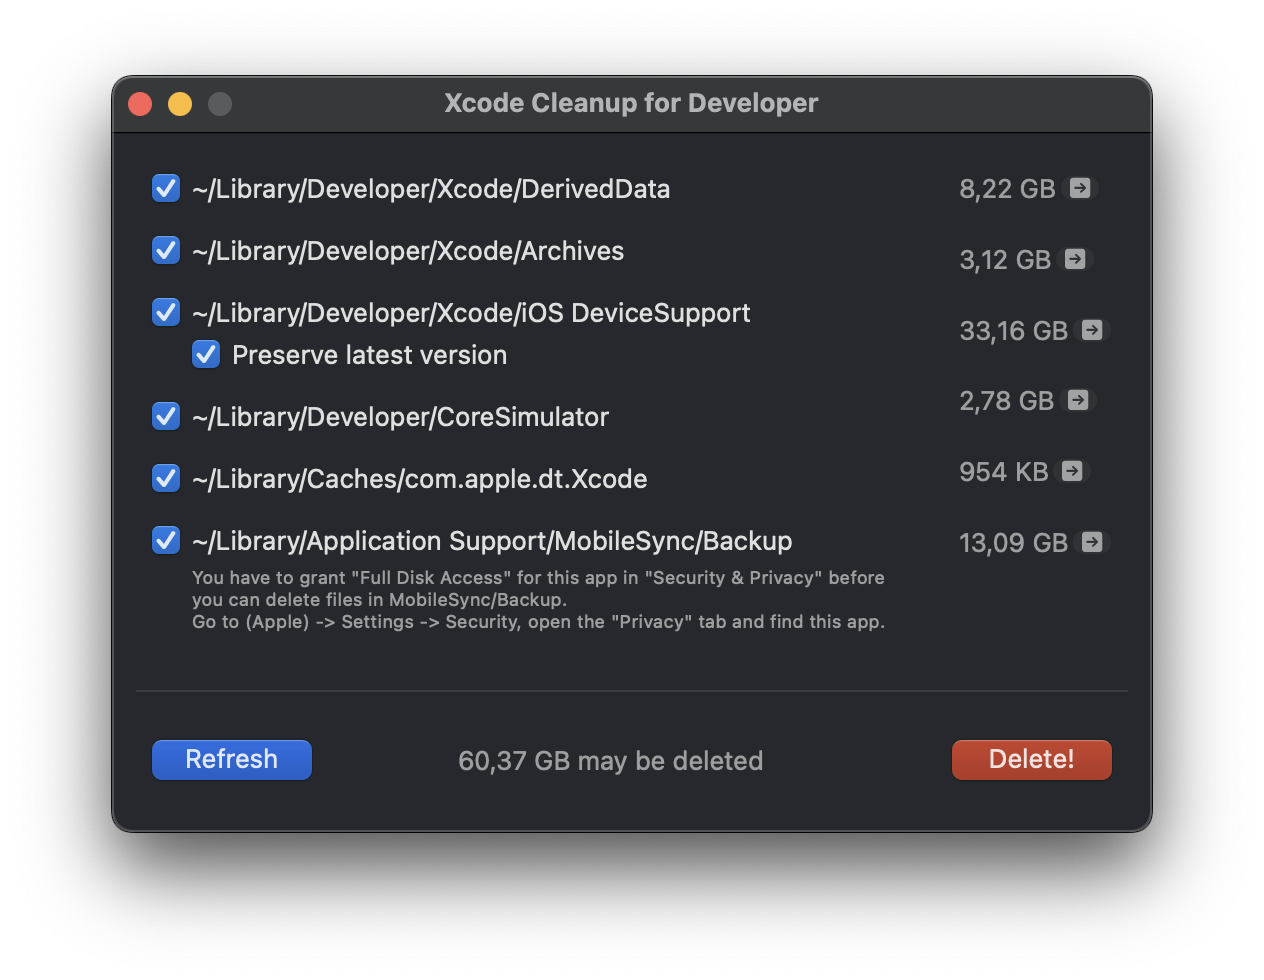 Xcode Cleanup for Developer
~/Library/Developer/Xcode/DerivedData 8,22 GB
~/Library/Developer/Xcode/Archives 3,12 GB
~/Library/Developer/Xcode/iOS DeviceSupport 33,16 GB
Preserve latest version
~/Library/Developer/CoreSimulator 2,78 GB
~/Library/Caches/com.apple.dt.Xcode 954 KB
~/Library/Application Support/MobileSync/Backup 13,09 GB
You have to grant "Full Disk Access" for this app in "Security & Privacy" before
you can delete files in MobileSync/Backup.
Go to (Apple) -> Settings -> Security, open the "Privacy" tab and find this app.
Refresh 60,37 GB may be deleted Delete!